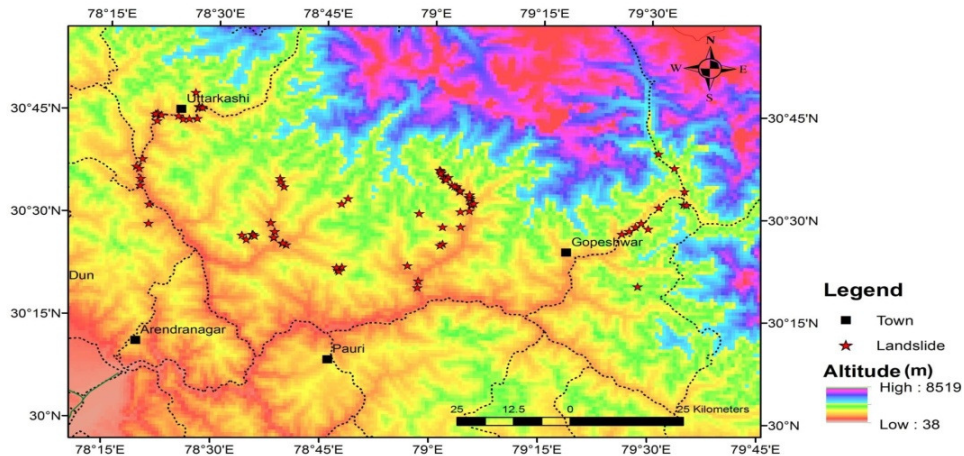 78°15'E 78°30'E 78°45'E 79°E 79°15'E 79°30'E
N
W E
S
30°45'N
Uttarkashi
30°45'N
30°30'N
30°30'N
Gopeshwar
Dun
Legend
Town
Landslide
30°15'N
30°15'N
Arendranagar
Pauri
Altitude (m)
High : 8519
Low : 38
25 12.5 0 25 Kilometers
30°N
30°N
78°15'E 78°30'E 78°45'E 79°E 79°15'E 79°30'E 79°45'E